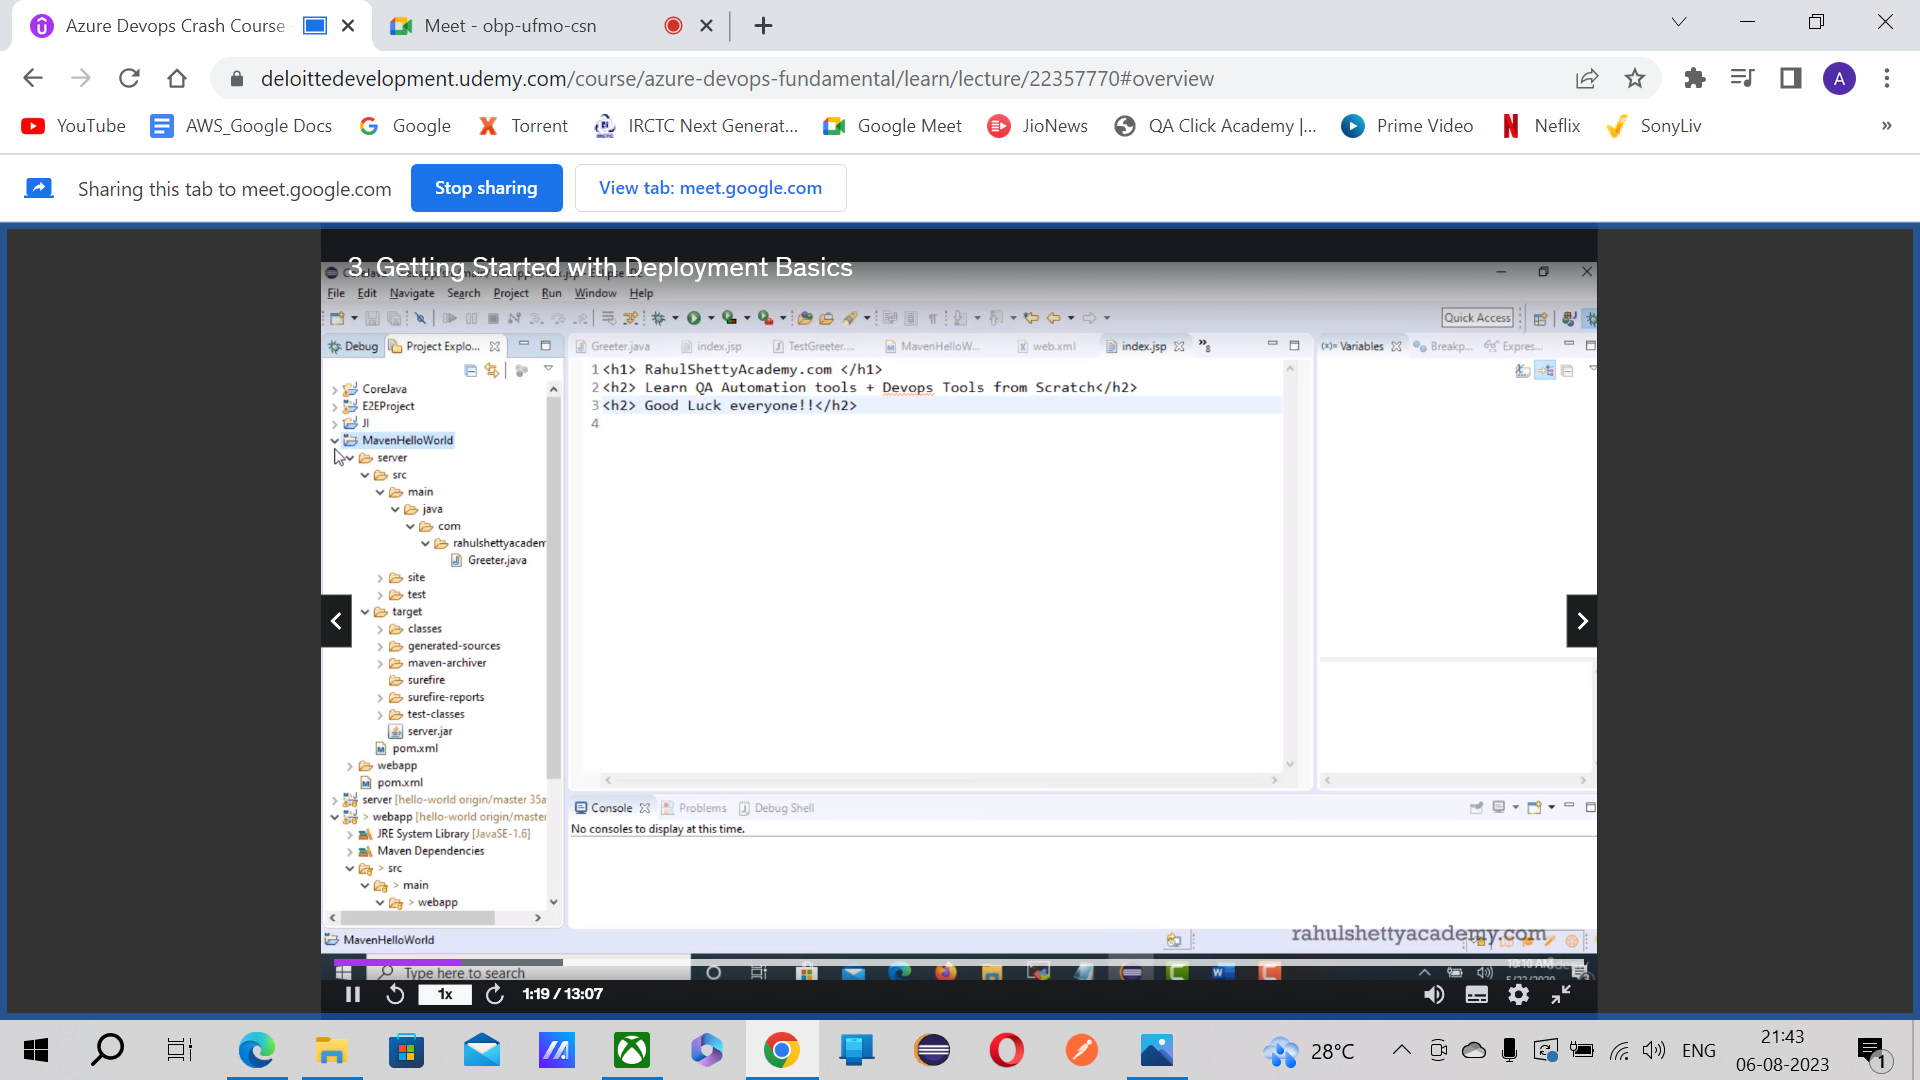 Azure Devops Crash Course
Meet - obp-ufmo-csn
deloittedevelopment.udemy.com/course/azure-devops-fundamental/learn/lecture/22357770#overview
A
YouTube
AWS_Google Docs
Google
Torrent
IRCTC Next Generat...
Google Meet
JioNews
QA Click Academy |...
Prime Video
Neflix
SonyLiv
»
Sharing this tab to meet.google.com
Stop sharing
View tab: meet.google.com
3. Getting Started with Deployment Basics
File Edit Navigate Search Project Run Window Help
Quick Access
Debug
Project Explo...
Greeter.java
index.jsp
TestGreeter....
MavenHelloW...
web.xml
index.jsp
»8
(x)= Variables
Breakp...
Expres...
CoreJava
E2EProject
JI
MavenHelloWorld
server
src
main
java
com
rahulshettyacadem
Greeter.java
site
test
target
classes
generated-sources
maven-archiver
surefire
surefire-reports
test-classes
server.jar
pom.xml
webapp
pom.xml
server [hello-world origin/master 35a
> webapp [hello-world origin/master
JRE System Library [JavaSE-1.6]
Maven Dependencies
> src
> main
> webapp
1 <h1> RahulShettyAcademy.com </h1>
2 <h2> Learn QA Automation tools + Devops Tools from Scratch</h2>
3 <h2> Good Luck everyone!!</h2>
4
Console
Problems
Debug Shell
No consoles to display at this time.
MavenHelloWorld
rahulshettyacademy.com
Type here to search
10:10 AM
1x
1:19 / 13:07
28°C
ENG
21:43
06-08-2023
1